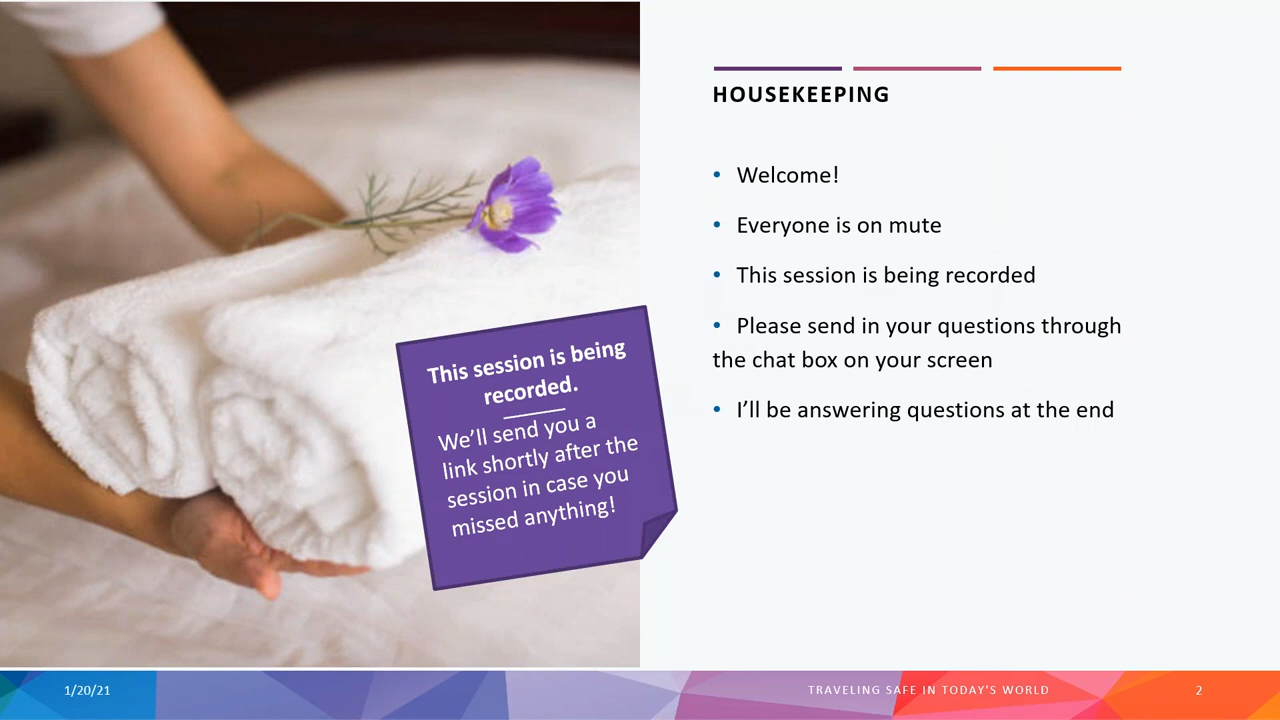 HOUSEKEEPING
• Welcome!
• Everyone is on mute
• This session is being recorded
• Please send in your questions through
the chat box on your screen
• I’ll be answering questions at the end
This session is being
recorded.
We’ll send you a
link shortly after the
session in case you
missed anything!
1/20/21
TRAVELING SAFE IN TODAY'S WORLD
2